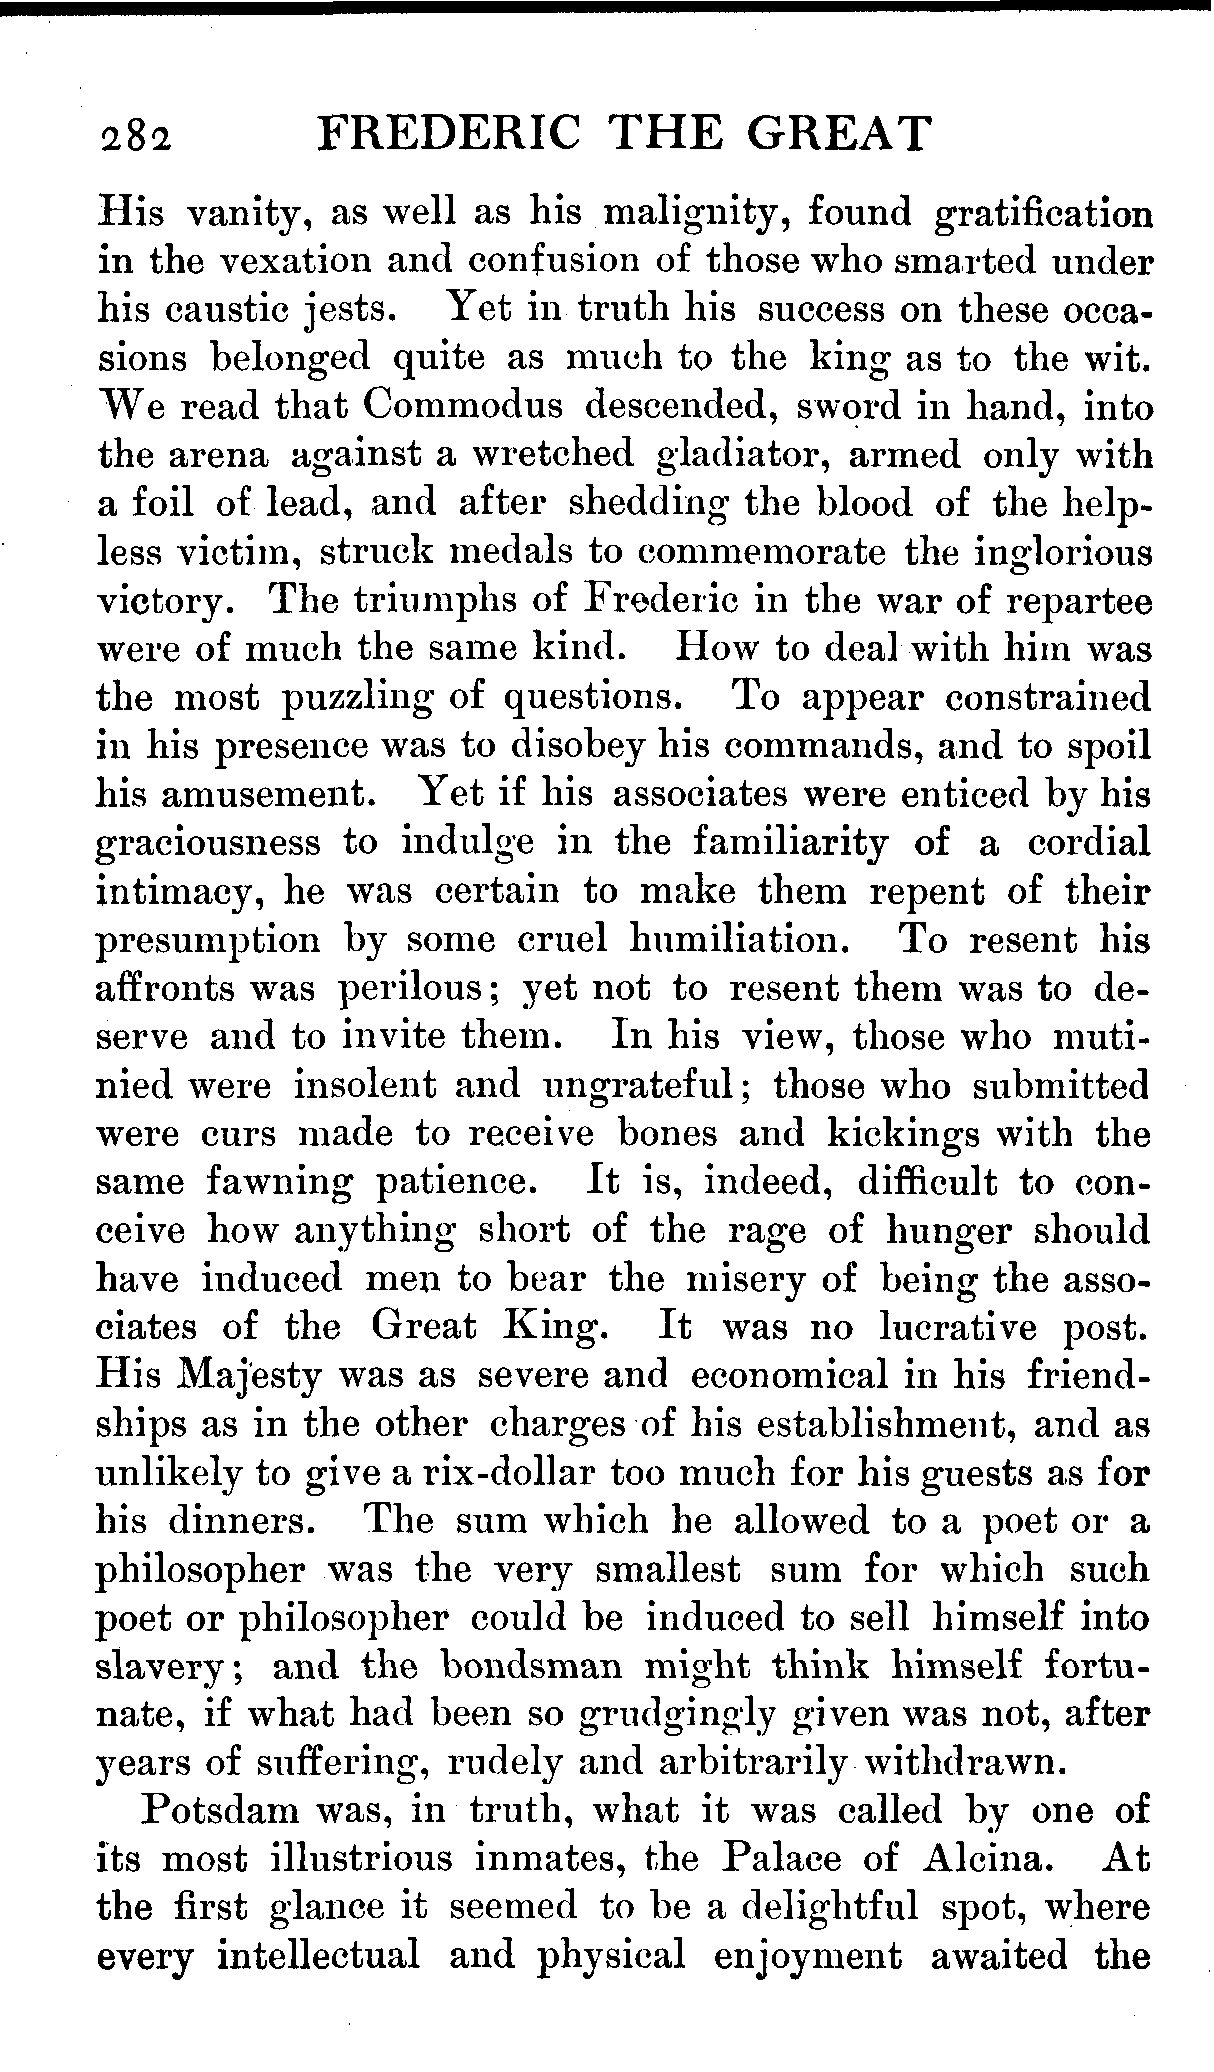 282 FREDERIC THE GREAT
His vanity, as well as his malignity, found gratification
in the vexation and confusion of those who smarted under
his caustic jests. Yet in truth his success on these occa-
sions belonged quite as much to the king as to the wit.
We read that Commodus descended, sword in hand, into
the arena against a wretched gladiator, armed only with
a foil of lead, and after shedding the blood of the help-
less victim, struck medals to commemorate the inglorious
victory. The triumphs of Frederic in the war of repartee
were of much the same kind. How to deal with him was
the most puzzling of questions. To appear constrained
in his presence was to disobey his commands, and to spoil
his amusement. Yet if his associates were enticed by his
graciousness to indulge in the familiarity of a cordial
intimacy, he was certain to make them repent of their
presumption by some cruel humiliation. To resent his
affronts was perilous; yet not to resent them was to de-
serve and to invite them. In his view, those who muti-
nied were insolent and ungrateful; those who submitted
were curs made to receive bones and kickings with the
same fawning patience. It is, indeed, difficult to con-
ceive how anything short of the rage of hunger should
have induced men to bear the misery of being the asso-
ciates of the Great King. It was no lucrative post.
His Majesty was as severe and economical in his friend-
ships as in the other charges of his establishment, and as
unlikely to give a rix-dollar too much for his guests as for
his dinners. The sum which he allowed to a poet or a
philosopher was the very smallest sum for which such
poet or philosopher could be induced to sell himself into
slavery; and the bondsman might think himself fortu-
nate, if what had been so grudgingly given was not, after
years of suffering, rudely and arbitrarily withdrawn.
Potsdam was, in truth, what it was called by one of
its most illustrious inmates, the Palace of Alcina. At
the first glance it seemed to be a delightful spot, where
every intellectual and physical enjoyment awaited the